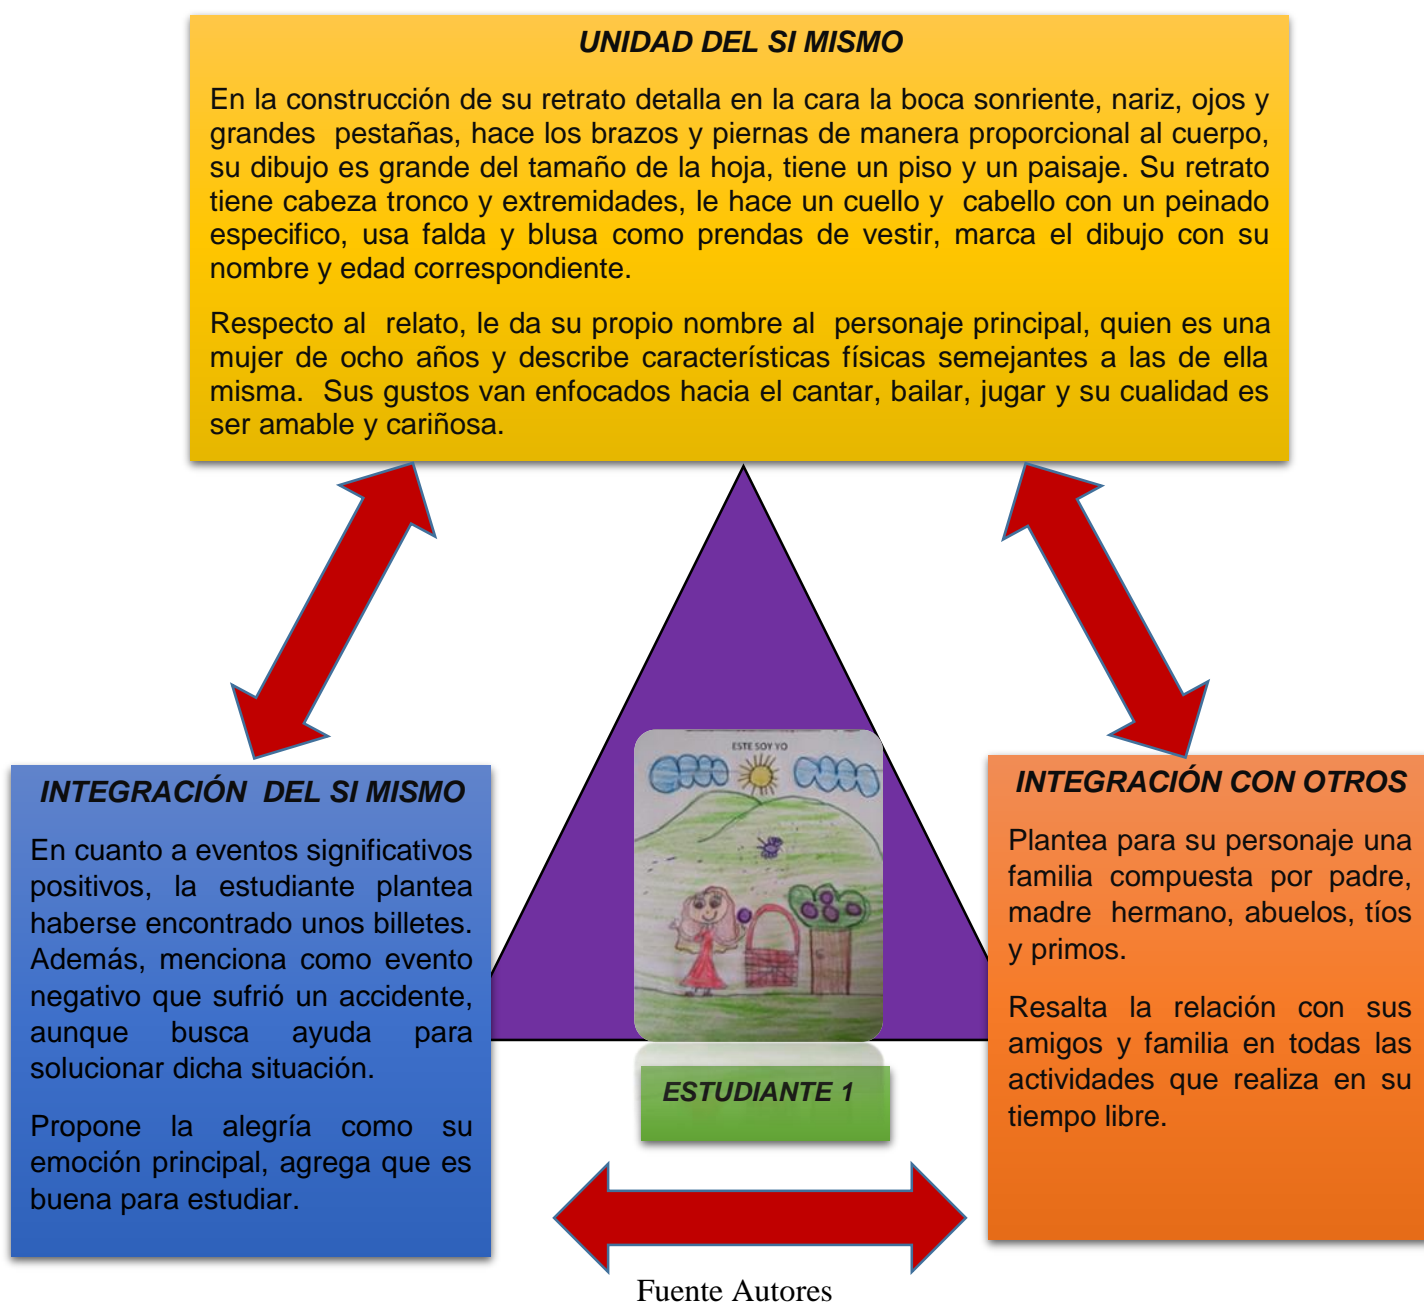 UNIDAD DEL SI MISMO
En la construcción de su retrato detalla en la cara la boca sonriente, nariz, ojos y
grandes pestañas, hace los brazos y piernas de manera proporcional al cuerpo,
su dibujo es grande del tamaño de la hoja, tiene un piso y un paisaje. Su retrato
tiene cabeza tronco y extremidades, le hace un cuello y cabello con un peinado
especifico, usa falda y blusa como prendas de vestir, marca el dibujo con su
nombre y edad correspondiente.
Respecto al relato, le da su propio nombre al personaje principal, quien es una
mujer de ocho años y describe características físicas semejantes a las de ella
misma. Sus gustos van enfocados hacia el cantar, bailar, jugar y su cualidad es
ser amable y cariñosa.
INTEGRACIÓN DEL SI MISMO
En cuanto a eventos significativos
positivos, la estudiante plantea
haberse encontrado unos billetes.
Además, menciona como evento
negativo que sufrió un accidente,
aunque busca ayuda para
solucionar dicha situación.
Propone la alegría como su
emoción principal, agrega que es
buena para estudiar.
ESTE SOY YO
ESTUDIANTE 1
INTEGRACIÓN CON OTROS
Plantea para su personaje una
familia compuesta por padre,
madre hermano, abuelos, tíos
y primos.
Resalta la relación con sus
amigos y familia en todas las
actividades que realiza en su
tiempo libre.
Fuente Autores